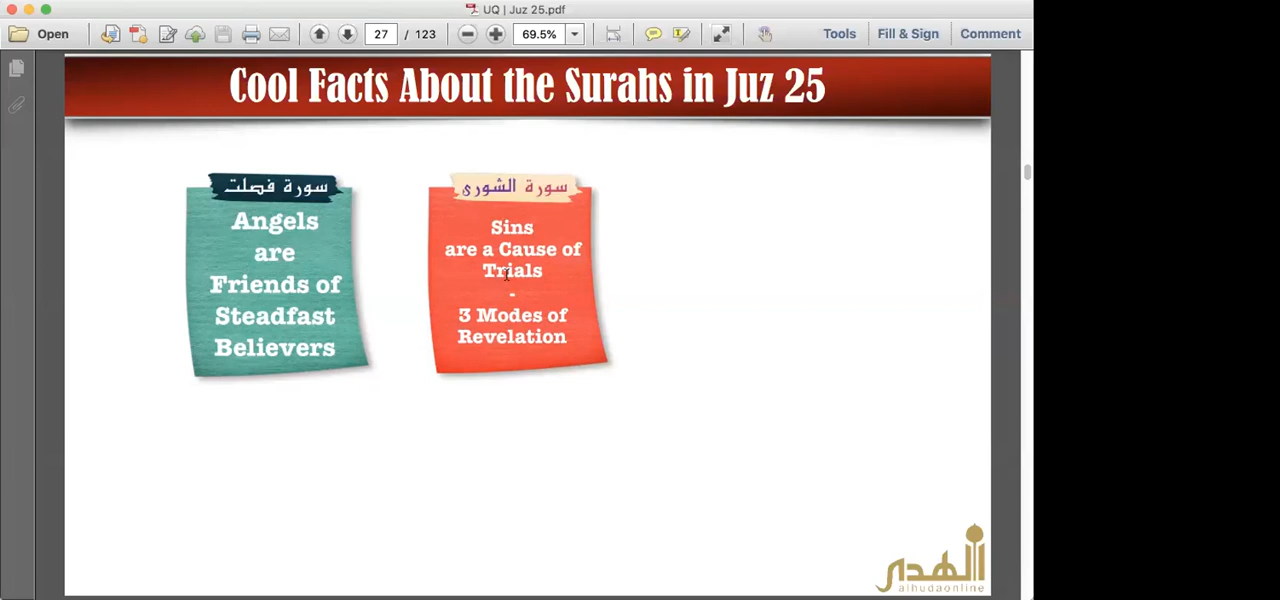 UQ | Juz 25.pdf
Open
27 / 123
69.5%
Tools
Fill & Sign
Comment
Cool Facts About the Surahs in Juz 25
سورة فصلت
Angels
are
Friends of
Steadfast
Believers
سورة الشورى
Sins
are a Cause of
Trials
-
3 Modes of
Revelation
الهدى
alhudaonline